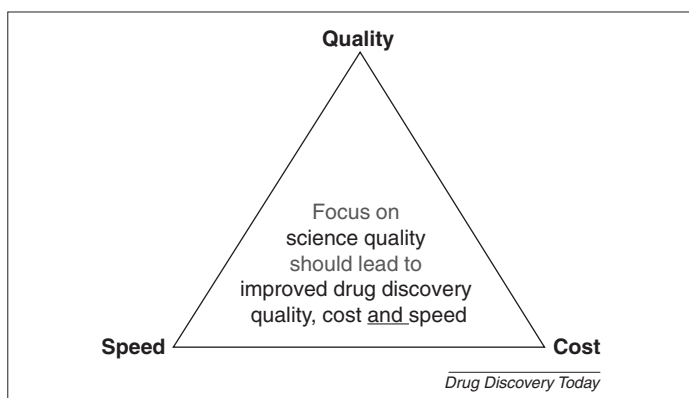 Quality
Focus on
science quality
should lead to
improved drug discovery
quality, cost and speed
Speed
Cost
Drug Discovery Today